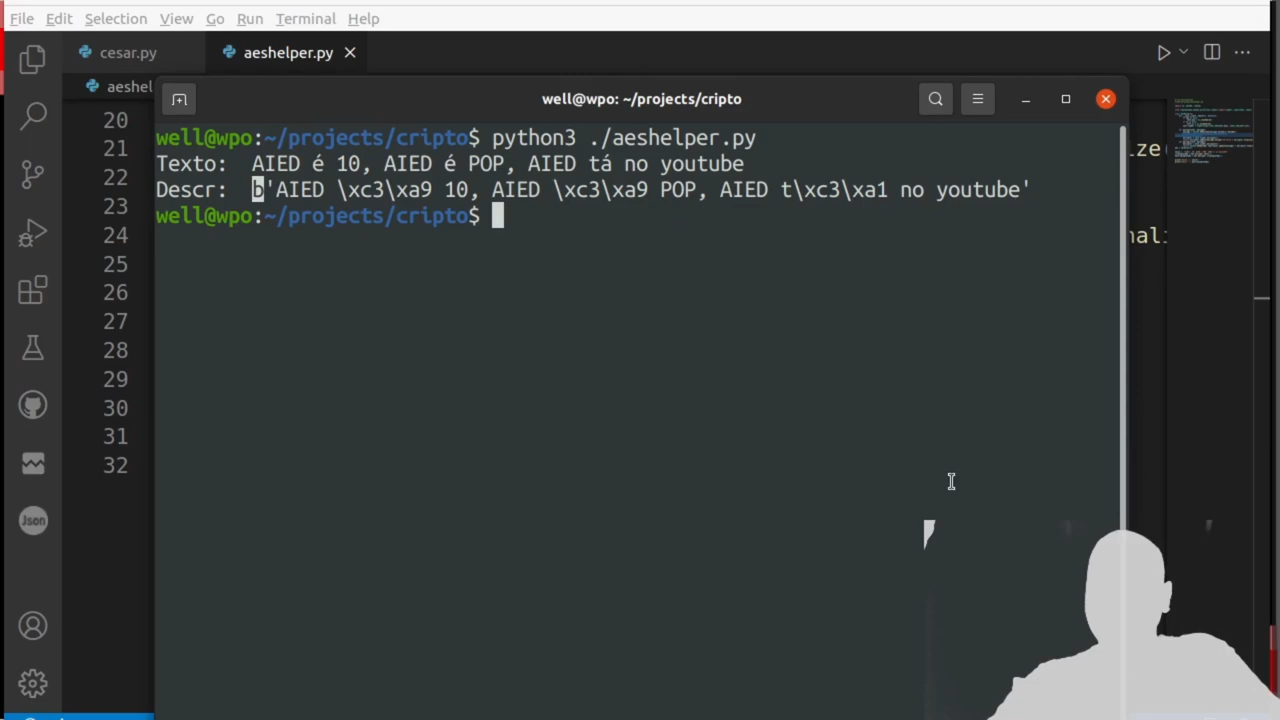 File Edit Selection View Go Run Terminal Help
cesar.py aeshelper.py
aeshel
well@wpo: ~/projects/cripto
well@wpo:~/projects/cripto$ python3 ./aeshelper.py
Texto: AIED é 10, AIED é POP, AIED tá no youtube
Descr: b'AIED \xc3\xa9 10, AIED \xc3\xa9 POP, AIED t\xc3\xa1 no youtube'
well@wpo:~/projects/cripto$
20
21
22
23
24
25
26
27
28
29
30
31
32
ize(
nali
Json